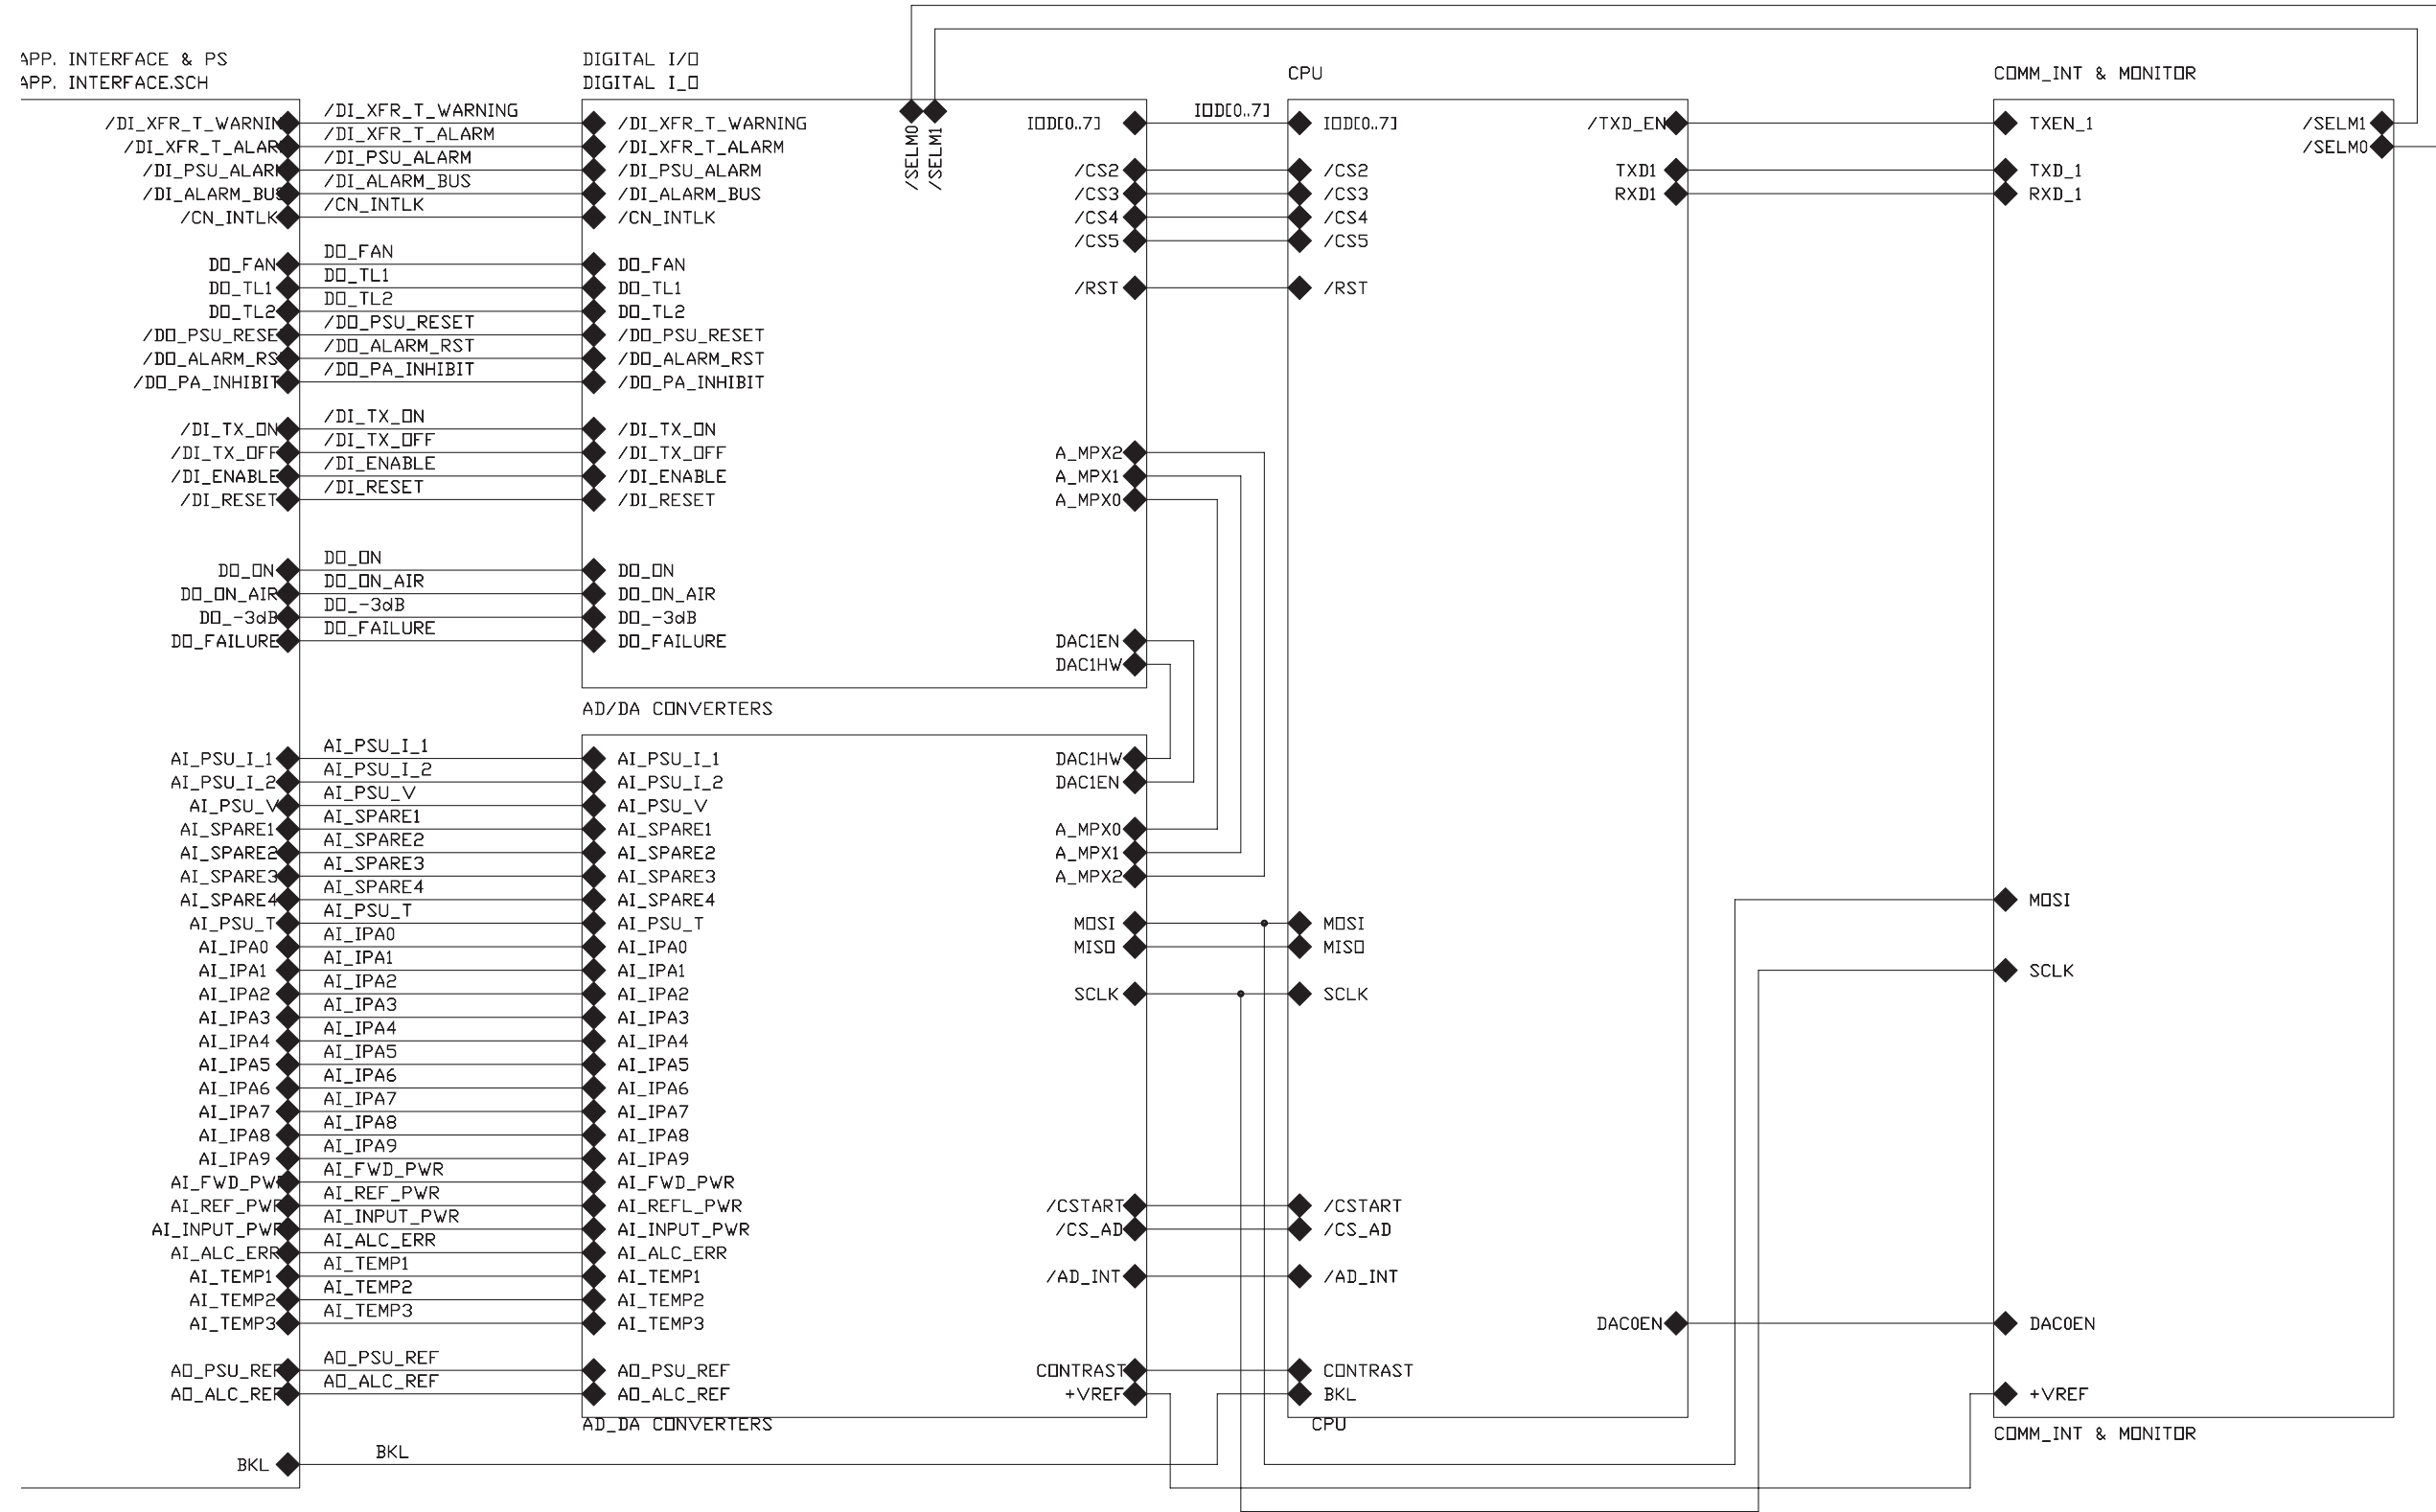 APP. INTERFACE & PS
APP. INTERFACE.SCH
/DI_XFR_T_WARNIN
/DI_XFR_T_ALAR
/DI_PSU_ALAR
/DI_ALARM_BUS
/CN_INTLK
DO_FAN
DO_TL1
DO_TL2
/DO_PSU_RESE
/DO_ALARM_RS
/DO_PA_INHIBIT
/DI_TX_ON
/DI_TX_OFF
/DI_ENABLE
/DI_RESET
DO_ON
DO_ON_AIR
DO_-3dB
DO_FAILURE
AI_PSU_I_1
AI_PSU_I_2
AI_PSU_V
AI_SPARE1
AI_SPARE2
AI_SPARE3
AI_SPARE4
AI_PSU_T
AI_IPA0
AI_IPA1
AI_IPA2
AI_IPA3
AI_IPA4
AI_IPA5
AI_IPA6
AI_IPA7
AI_IPA8
AI_IPA9
AI_FWD_PWR
AI_REF_PWR
AI_INPUT_PWR
AI_ALC_ERR
AI_TEMP1
AI_TEMP2
AI_TEMP3
AO_PSU_REF
AO_ALC_REF
BKL
/DI_XFR_T_WARNING
/DI_XFR_T_ALARM
/DI_PSU_ALARM
/DI_ALARM_BUS
/CN_INTLK
DO_FAN
DO_TL1
DO_TL2
/DO_PSU_RESET
/DO_ALARM_RST
/DO_PA_INHIBIT
/DI_TX_ON
/DI_TX_OFF
/DI_ENABLE
/DI_RESET
DO_ON
DO_ON_AIR
DO_-3dB
DO_FAILURE
AI_PSU_I_1
AI_PSU_I_2
AI_PSU_V
AI_SPARE1
AI_SPARE2
AI_SPARE3
AI_SPARE4
AI_PSU_T
AI_IPA0
AI_IPA1
AI_IPA2
AI_IPA3
AI_IPA4
AI_IPA5
AI_IPA6
AI_IPA7
AI_IPA8
AI_IPA9
AI_FWD_PWR
AI_REF_PWR
AI_INPUT_PWR
AI_ALC_ERR
AI_TEMP1
AI_TEMP2
AI_TEMP3
AO_PSU_REF
AO_ALC_REF
BKL
DIGITAL I/O
DIGITAL I_O
/DI_XFR_T_WARNING
/DI_XFR_T_ALARM
/DI_PSU_ALARM
/DI_ALARM_BUS
/CN_INTLK
DO_FAN
DO_TL1
DO_TL2
/DO_PSU_RESET
/DO_ALARM_RST
/DO_PA_INHIBIT
/DI_TX_ON
/DI_TX_OFF
/DI_ENABLE
/DI_RESET
DO_ON
DO_ON_AIR
DO_-3dB
DO_FAILURE
/SELM0
/SELM1
IOD[0..7]
/CS2
/CS3
/CS4
/CS5
/RST
A_MPX2
A_MPX1
A_MPX0
DAC1EN
DAC1HW
AD/DA CONVERTERS
AI_PSU_I_1
AI_PSU_I_2
AI_PSU_V
AI_SPARE1
AI_SPARE2
AI_SPARE3
AI_SPARE4
AI_PSU_T
AI_IPA0
AI_IPA1
AI_IPA2
AI_IPA3
AI_IPA4
AI_IPA5
AI_IPA6
AI_IPA7
AI_IPA8
AI_IPA9
AI_FWD_PWR
AI_REFL_PWR
AI_INPUT_PWR
AI_ALC_ERR
AI_TEMP1
AI_TEMP2
AI_TEMP3
AO_PSU_REF
AO_ALC_REF
DAC1HW
DAC1EN
A_MPX0
A_MPX1
A_MPX2
MOSI
MISO
SCLK
/CSTART
/CS_AD
/AD_INT
CONTRAST
+VREF
AD_DA CONVERTERS
IOD[0..7]
CPU
IOD[0..7]
/CS2
/CS3
/CS4
/CS5
/RST
MOSI
MISO
SCLK
/CSTART
/CS_AD
/AD_INT
CONTRAST
BKL
/TXD_EN
TXD1
RXD1
DAC0EN
CPU
COMM_INT & MONITOR
TXEN_1
TXD_1
RXD_1
MOSI
SCLK
DAC0EN
+VREF
/SELM1
/SELM0
COMM_INT & MONITOR